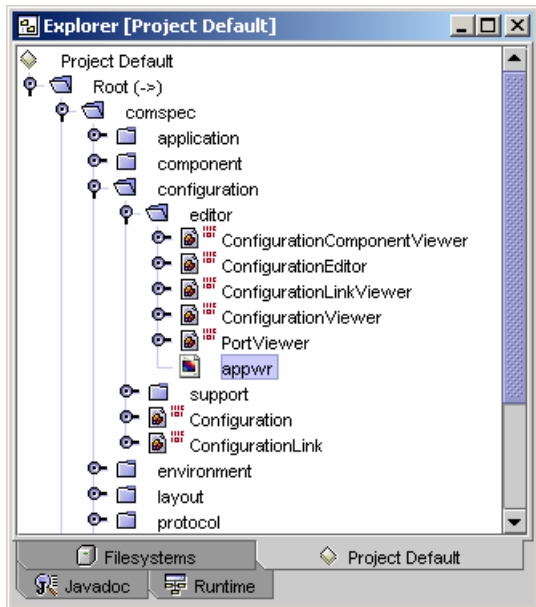 Explorer [Project Default]
Project Default
Root (->)
comspec
application
component
configuration
editor
ConfigurationComponentViewer
ConfigurationEditor
ConfigurationLinkViewer
ConfigurationViewer
PortViewer
appwr
support
Configuration
ConfigurationLink
environment
layout
protocol
Filesystems Project Default
Javadoc Runtime